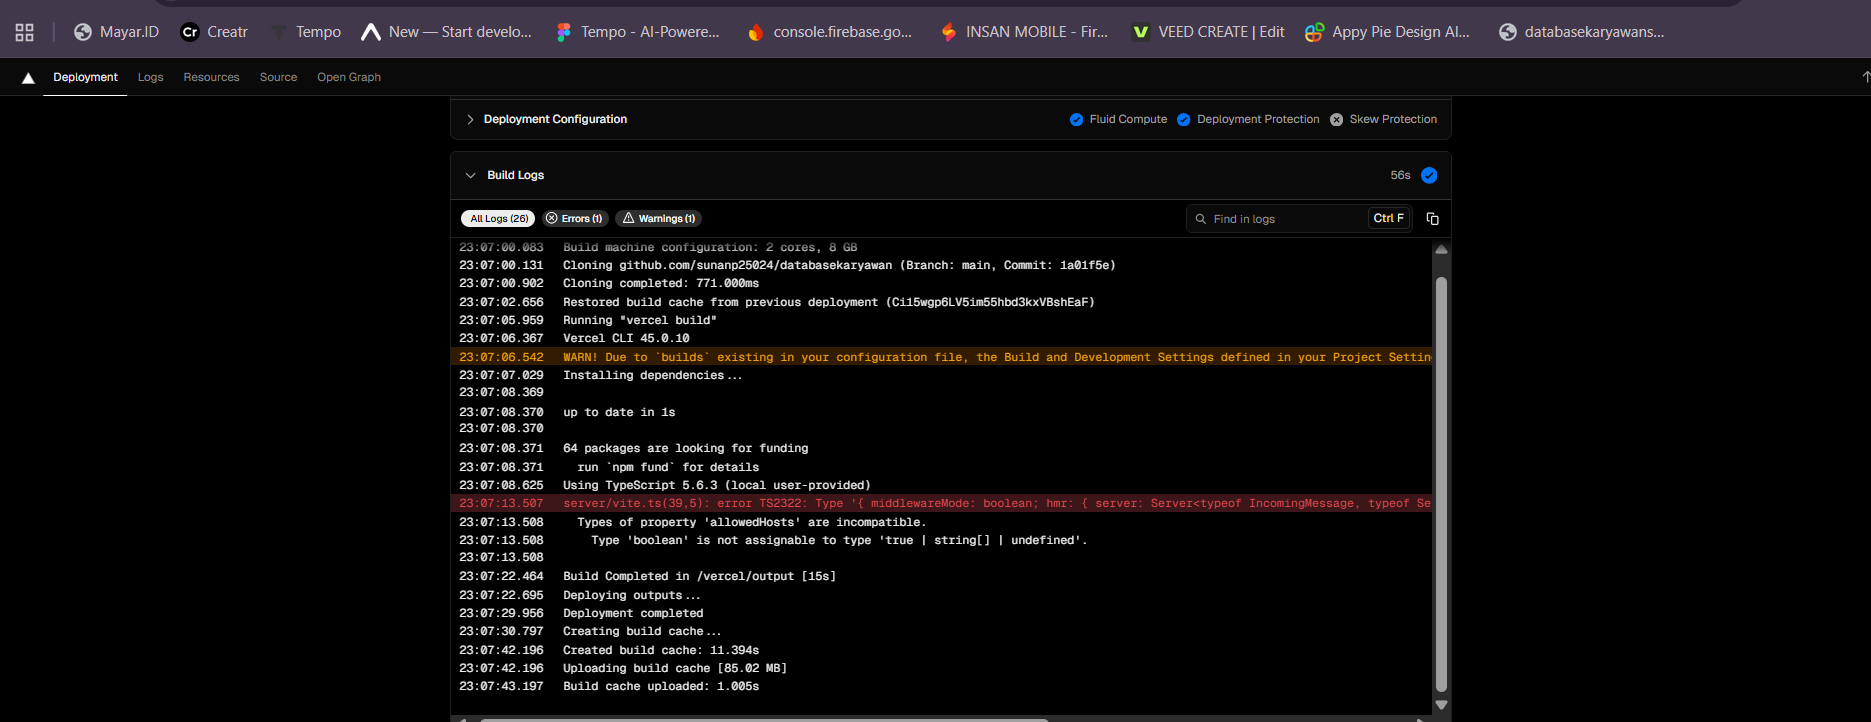 Mayar.ID
Cr Creatr
Tempo
New — Start develo...
Tempo - AI-Powere...
console.firebase.go...
INSAN MOBILE - Fir...
V VEED CREATE | Edit
Appy Pie Design AI...
databasekaryawans...
Deployment Logs Resources Source Open Graph
Deployment Configuration
Fluid Compute Deployment Protection Skew Protection
Build Logs
56s
All Logs (26) Errors (1) Warnings (1)
Find in logs Ctrl F
23:07:00.083 Build machine configuration: 2 cores, 8 GB
23:07:00.131 Cloning github.com/sunanp25024/databasekaryawan (Branch: main, Commit: 1a01f5e)
23:07:00.902 Cloning completed: 771.000ms
23:07:02.656 Restored build cache from previous deployment (Ci15wgp6LV5im55hbd3kxVBshEaF)
23:07:05.959 Running "vercel build"
23:07:06.367 Vercel CLI 45.0.10
23:07:06.542 WARN! Due to `builds` existing in your configuration file, the Build and Development Settings defined in your Project Settin
23:07:07.029 Installing dependencies...
23:07:08.369
23:07:08.370 up to date in 1s
23:07:08.370
23:07:08.371 64 packages are looking for funding
23:07:08.371 run `npm fund` for details
23:07:08.625 Using TypeScript 5.6.3 (local user-provided)
23:07:13.507 server/vite.ts(39,5): error TS2322: Type '{ middlewareMode: boolean; hmr: { server: Server<typeof IncomingMessage, typeof Se
23:07:13.508 Types of property 'allowedHosts' are incompatible.
23:07:13.508 Type 'boolean' is not assignable to type 'true | string[] | undefined'.
23:07:13.508
23:07:22.464 Build Completed in /vercel/output [15s]
23:07:22.695 Deploying outputs...
23:07:29.956 Deployment completed
23:07:30.797 Creating build cache...
23:07:42.196 Created build cache: 11.394s
23:07:42.196 Uploading build cache [85.02 MB]
23:07:43.197 Build cache uploaded: 1.005s